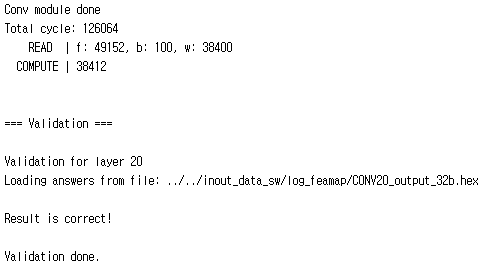 Conv module done
Total cycle: 126064
READ | f: 49152, b: 100, w: 38400
COMPUTE | 38412
=== Validation ===
Validation for layer 20
Loading answers from file: ../../inout_data_sw/log_feamap/CONV20_output_32b.hex
Result is correct!
Validation done.